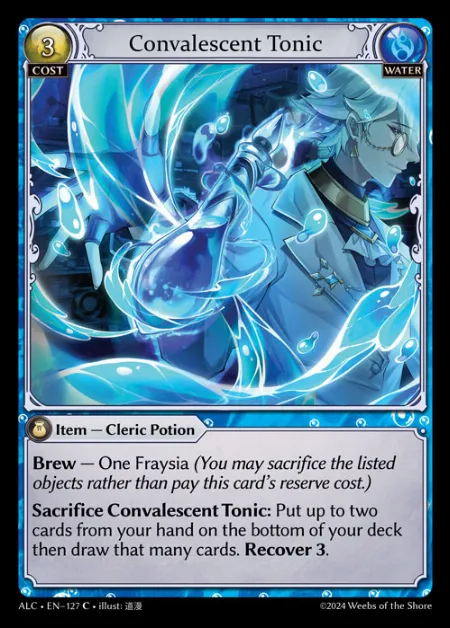 3
Convalescent Tonic
COST
WATER
Item — Cleric Potion
Brew — One Fraysia (You may sacrifice the listed
objects rather than pay this card's reserve cost.)
Sacrifice Convalescent Tonic: Put up to two
cards from your hand on the bottom of your deck
then draw that many cards. Recover 3.
ALC • EN-127 C • illust: 道漫
©2024 Weebs of the Shore